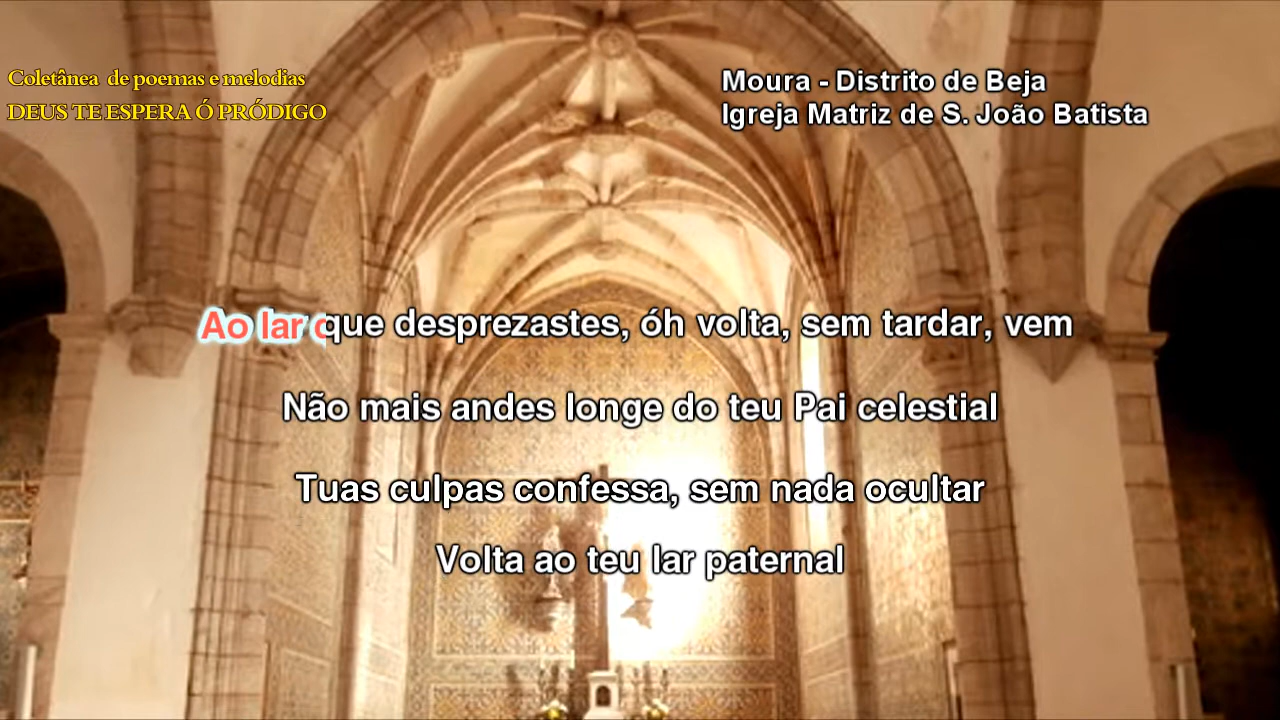 Coletânea de poemas e melodias
DEUS TE ESPERA Ó PRÓDIGO
Moura - Distrito de Beja
Igreja Matriz de S. João Batista
Ao lar que desprezastes, óh volta, sem tardar, vem
Não mais andes longe do teu Pai celestial
Tuas culpas confessa, sem nada ocultar
Volta ao teu lar paternal